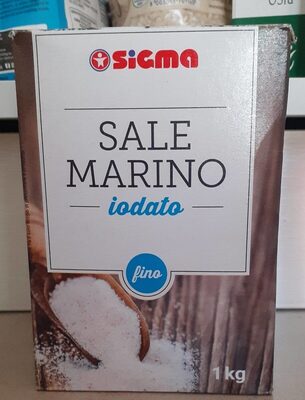 SIGMA
SALE
MARINO
iodato
fino
1 kg